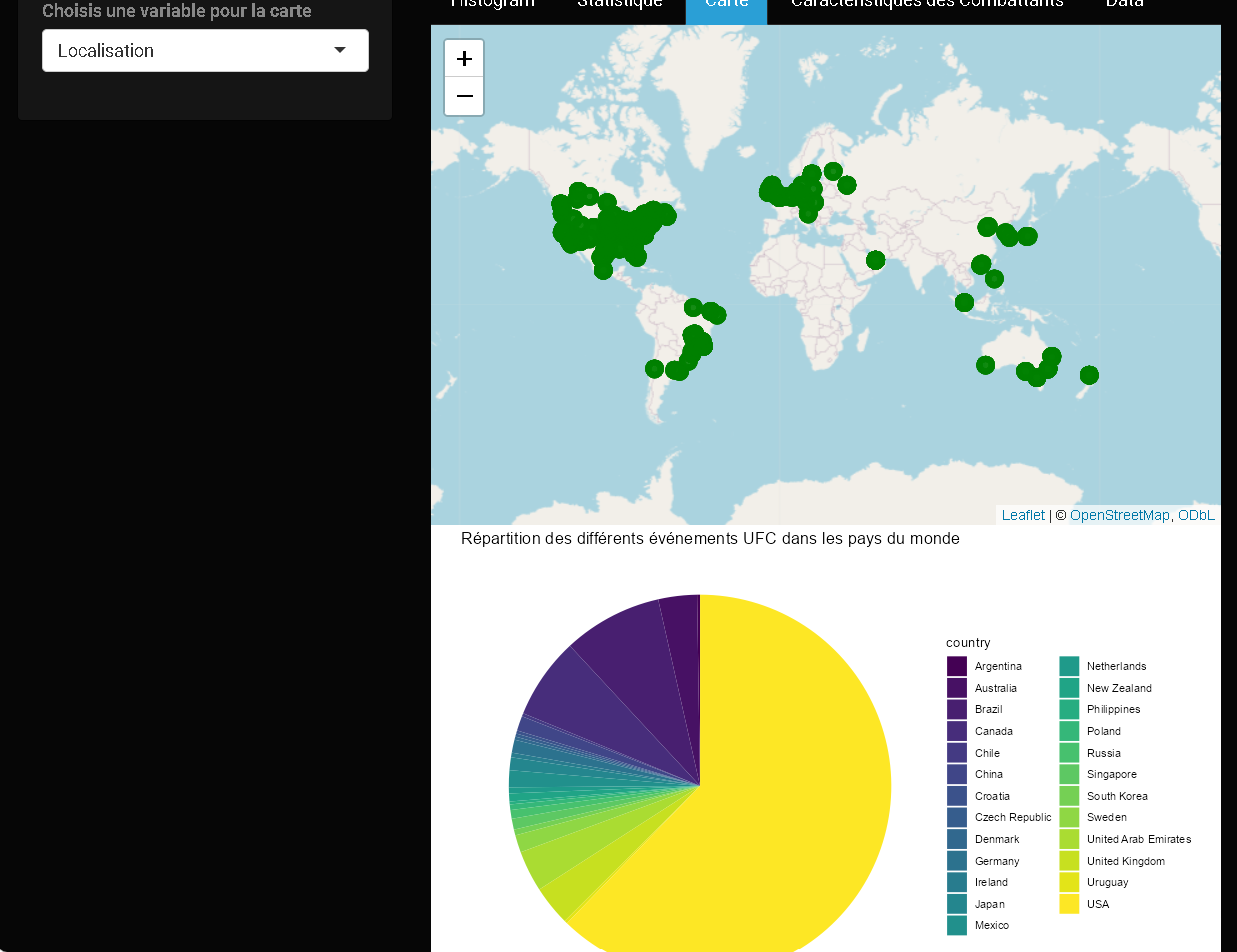 Choisis une variable pour la carte
Localisation
Histogram Statistique Carte Caractéristiques des Combattants Data
+
−
Leaflet | © OpenStreetMap, ODbL
Répartition des différents événements UFC dans les pays du monde
country
Argentina
Australia
Brazil
Canada
Chile
China
Croatia
Czech Republic
Denmark
Germany
Ireland
Japan
Mexico
Netherlands
New Zealand
Philippines
Poland
Russia
Singapore
South Korea
Sweden
United Arab Emirates
United Kingdom
Uruguay
USA